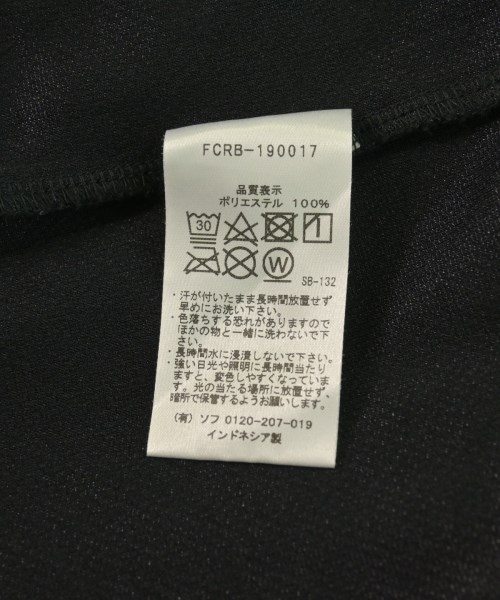 FCRB-190017
品質表示
ポリエステル 100%
30
W
SB-132
・汗が付いたまま長時間放置せず
早めにお洗い下さい。
・色落ちする恐れがありますので
ほかの物と一緒に洗わないで下
さい。
・長時間水に浸漬しないで下さい。
・強い日光や照明に長時間当たり
ますと、変色しやすくなっていま
す。光の当たる場所に放置せず、
暗所で保管するようお願いします。
(有) ソフ 0120-207-019
インドネシア製